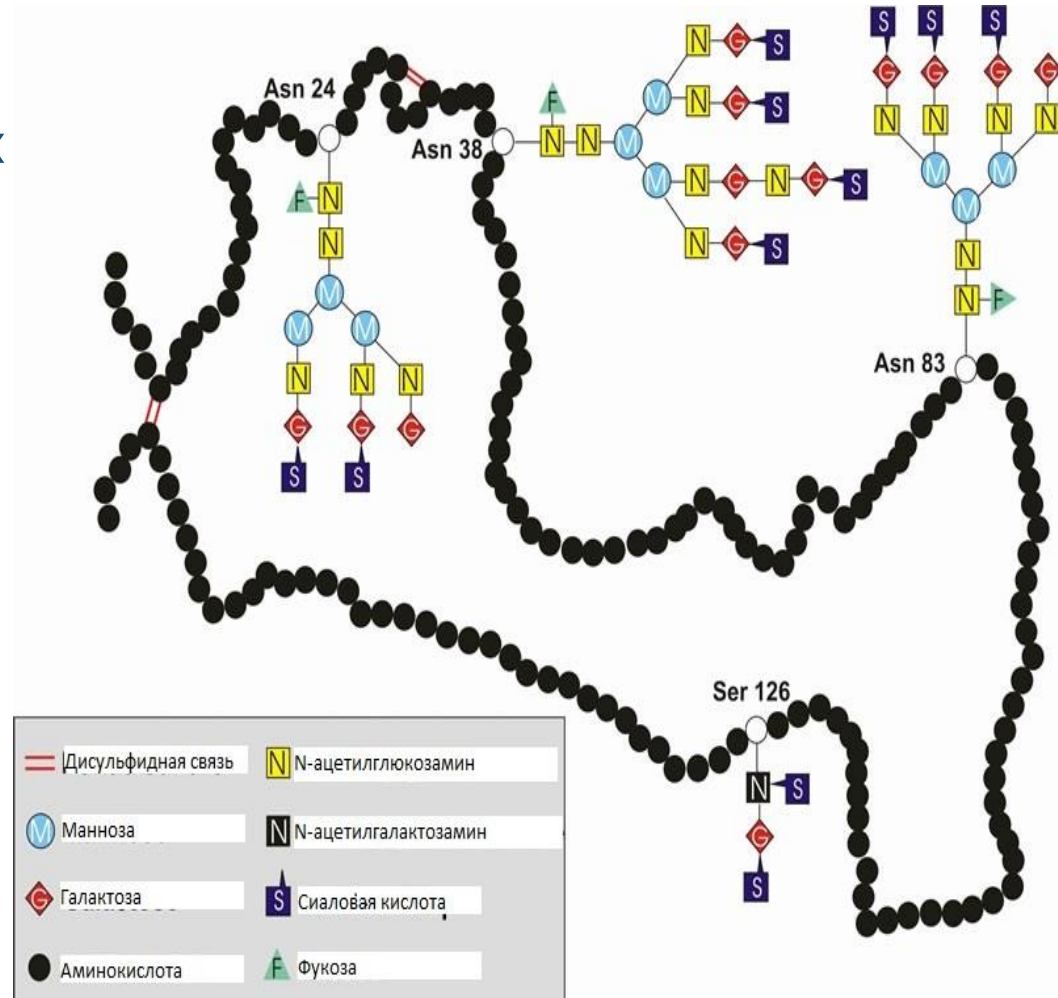 х
Asn 24
Asn 38
Asn 83
Ser 126
F N N M
M N G S
N G S
M N G N G S
N G S
S S S
G G G G
N N N N
M M
M
N
N F
F N
N
M
M M
N N N
G G G
S S
N S
G
S
Дисульфидная связь
N N-ацетилглюкозамин
M Манноза
N N-ацетилгалактозамин
G Галактоза
S Сиаловая кислота
Аминокислота
F Фукоза